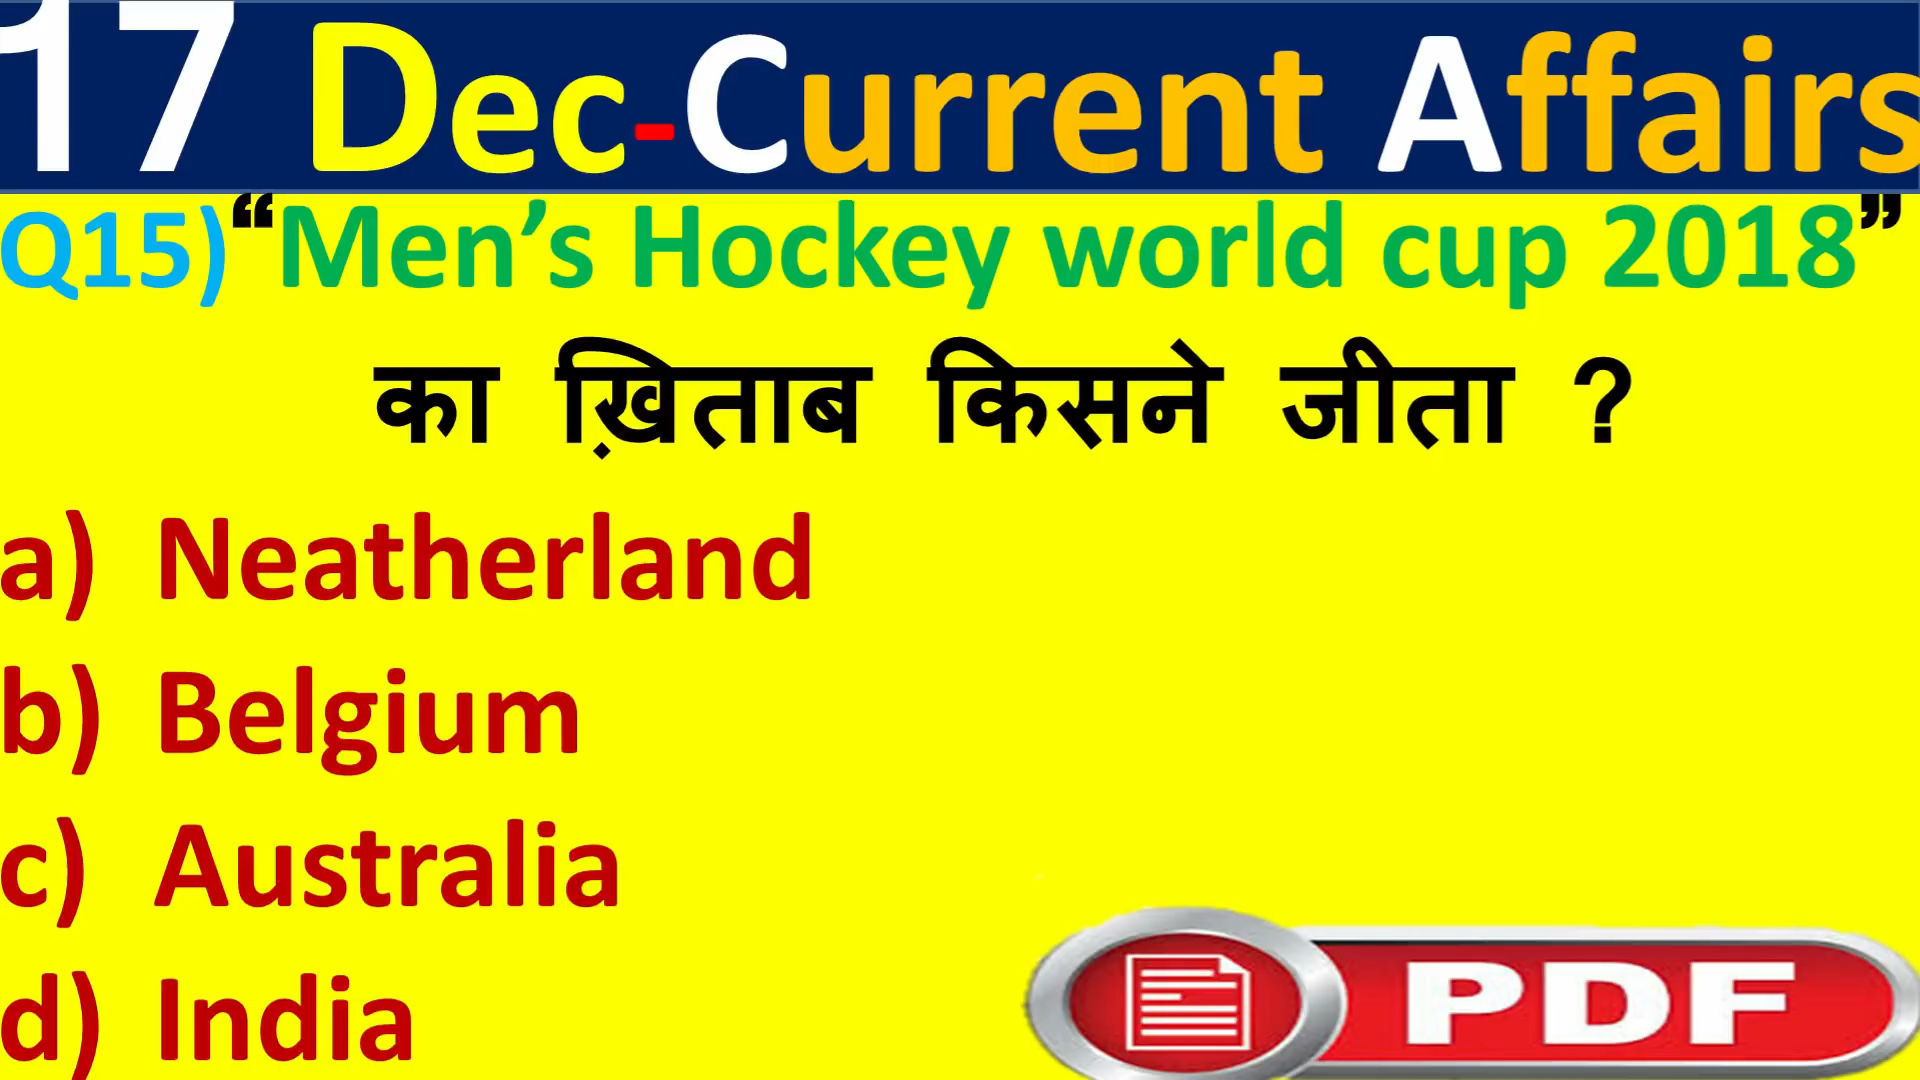 17 Dec-Current Affairs
Q15)“Men’s Hockey world cup 2018”
का ख़िताब किसने जीता ?
a) Neatherland
b) Belgium
c) Australia
d) India
PDF